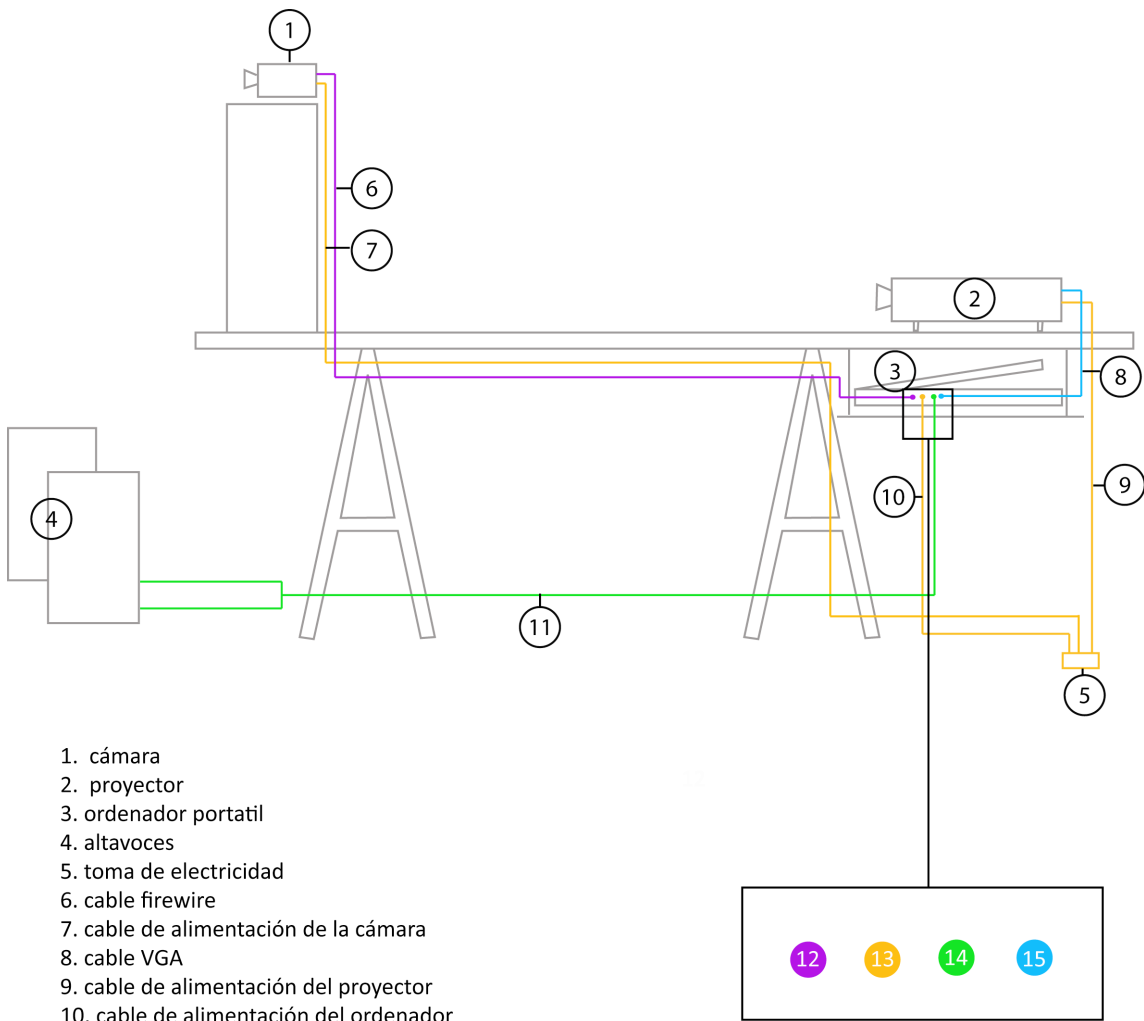 1
6
7
2
3
8
10
9
4
11
5
1. cámara
2. proyector
3. ordenador portatil
4. altavoces
5. toma de electricidad
6. cable firewire
7. cable de alimentación de la cámara
8. cable VGA
9. cable de alimentación del proyector
10. cable de alimentación del ordenador
12 13 14 15